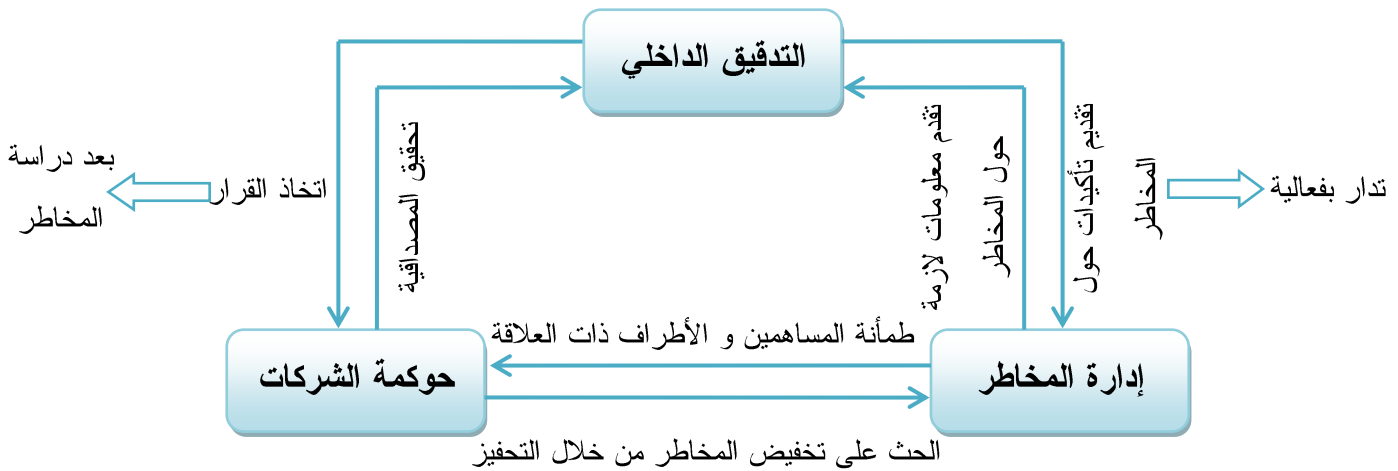 التدقيق الداخلي
تقديم تأكيدات حول
المخاطر
تدار بفعالية
تقدم معلومات لازمة
حول المخاطر
تحقيق المصداقية
اتخاذ القرار
بعد دراسة
المخاطر
طمأنة المساهمين و الأطراف ذات العلاقة
إدارة المخاطر
حوكمة الشركات
الحث على تخفيض المخاطر من خلال التحفيز